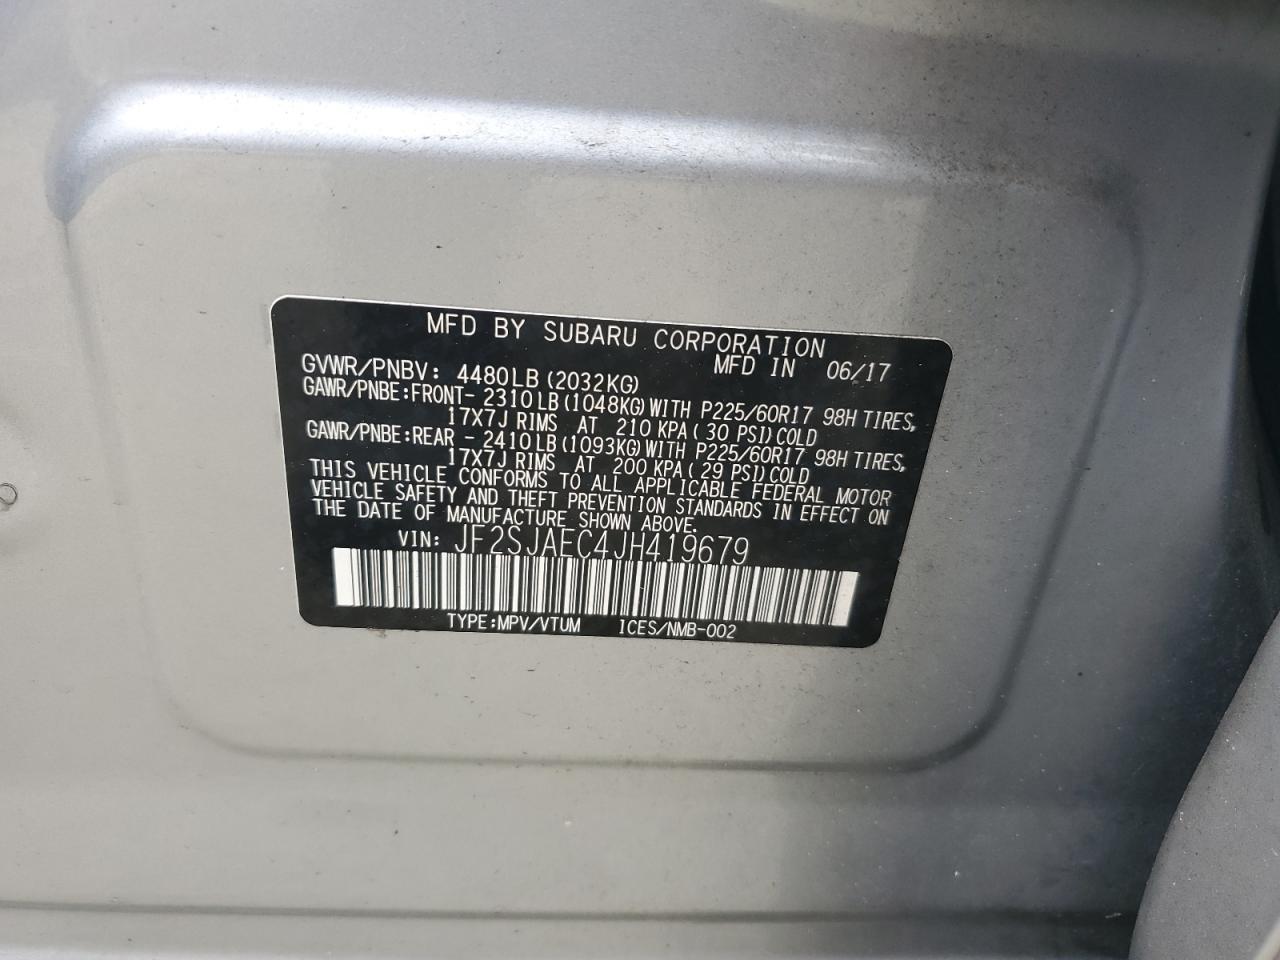 MFD BY SUBARU CORPORATION
MFD IN 06/17
GVWR/PNBV: 4480LB(2032KG)
GAWR/PNBE:FRONT- 2310LB(1048KG)WITH P225/60R17 98H TIRES,
17X7J RIMS AT 210 KPA(30 PSI)COLD
GAWR/PNBE:REAR - 2410LB(1093KG)WITH P225/60R17 98H TIRES,
17X7J RIMS AT 200 KPA(29 PSI)COLD
THIS VEHICLE CONFORMS TO ALL APPLICABLE FEDERAL MOTOR
VEHICLE SAFETY AND THEFT PREVENTION STANDARDS IN EFFECT ON
THE DATE OF MANUFACTURE SHOWN ABOVE.
VIN: JF2SJAEC4JH419679
TYPE:MPV/VTUM ICES/NMB-002